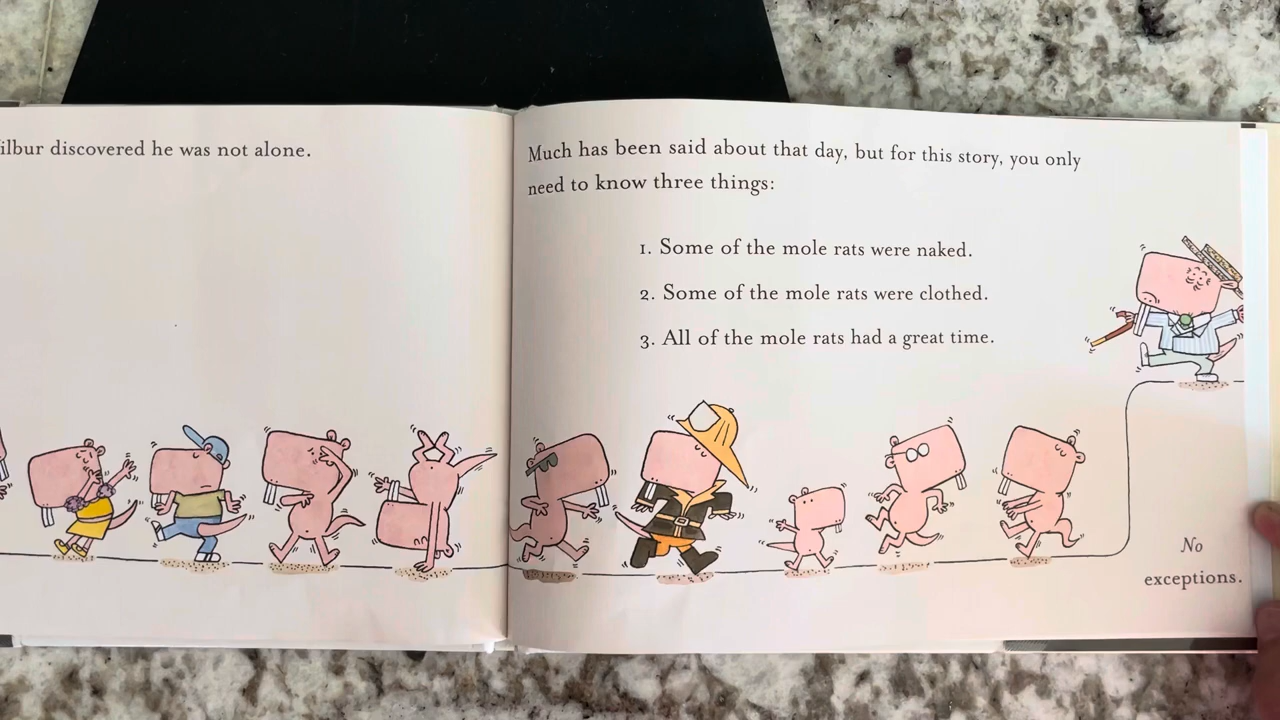 ilbur discovered he was not alone.
Much has been said about that day, but for this story, you only
need to know three things:
1. Some of the mole rats were naked.
2. Some of the mole rats were clothed.
3. All of the mole rats had a great time.
No
exceptions.